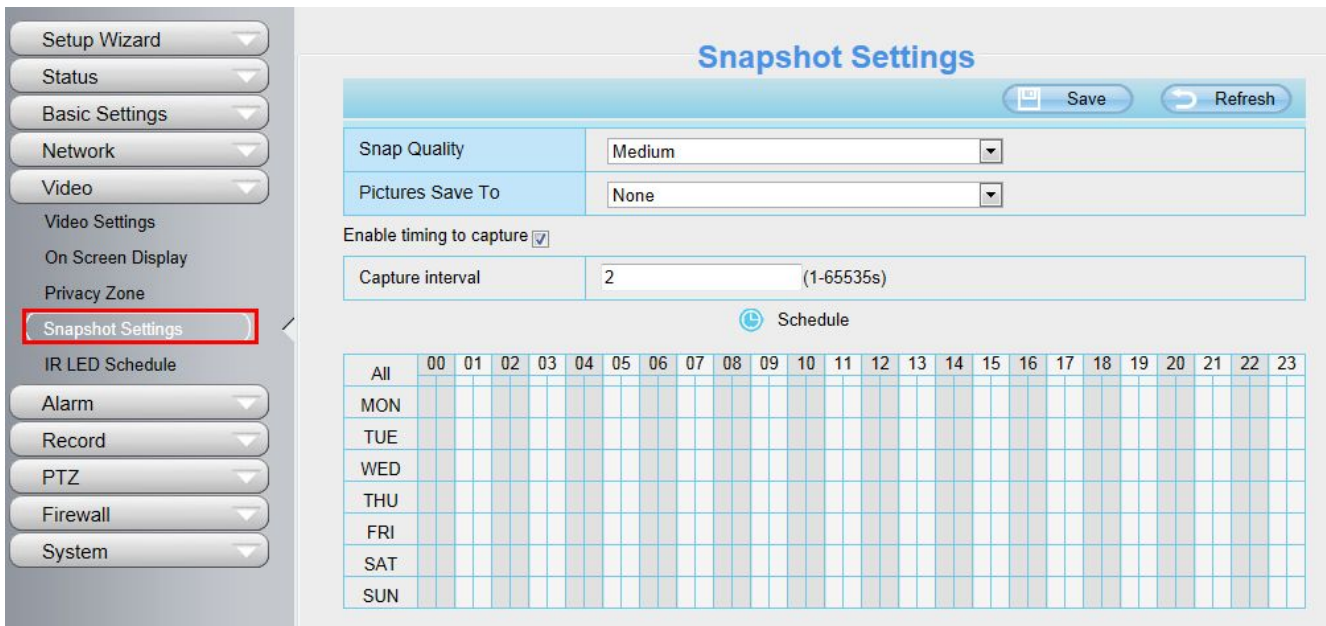 Setup Wizard
Status
Basic Settings
Network
Video
Video Settings
On Screen Display
Privacy Zone
Snapshot Settings
IR LED Schedule
Alarm
Record
PTZ
Firewall
System
Snapshot Settings
Save Refresh
Snap Quality Medium
Pictures Save To None
Enable timing to capture
Capture interval 2 (1-65535s)
Schedule
All 00 01 02 03 04 05 06 07 08 09 10 11 12 13 14 15 16 17 18 19 20 21 22 23
MON
TUE
WED
THU
FRI
SAT
SUN